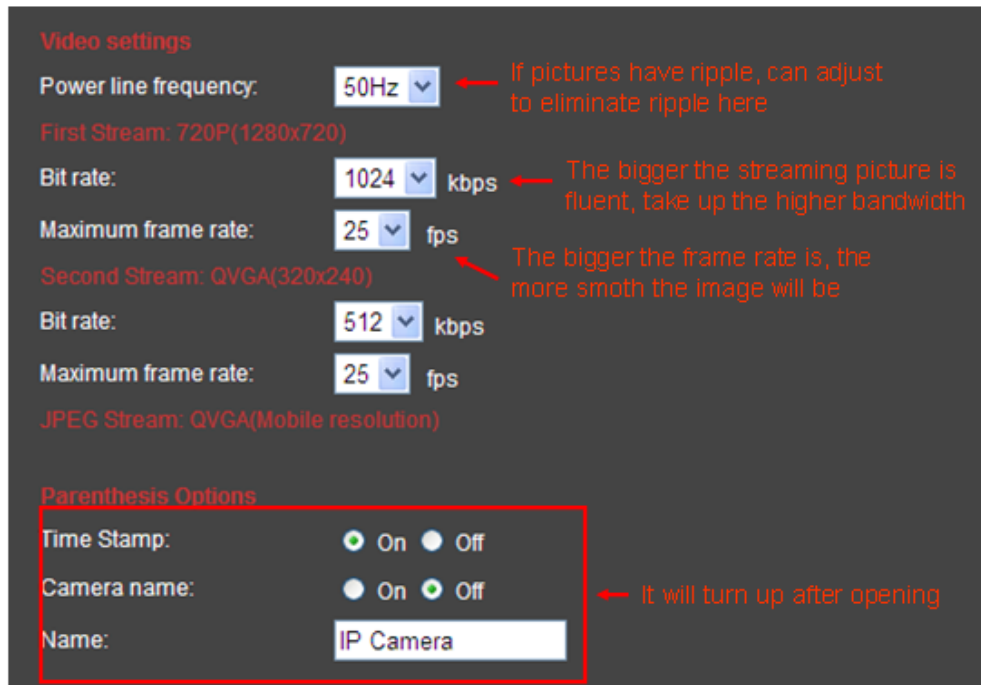 Video settings
Power line frequency: 50Hz
If pictures have ripple, can adjust
to eliminate ripple here
First Stream: 720P(1280x720)
Bit rate: 1024 kbps
The bigger the streaming picture is
fluent, take up the higher bandwidth
Maximum frame rate: 25 fps
The bigger the frame rate is, the
more smoth the image will be
Second Stream: QVGA(320x240)
Bit rate: 512 kbps
Maximum frame rate: 25 fps
JPEG Stream: QVGA(Mobile resolution)
Parenthesis Options
Time Stamp: On Off
Camera name: On Off
It will turn up after opening
Name: IP Camera